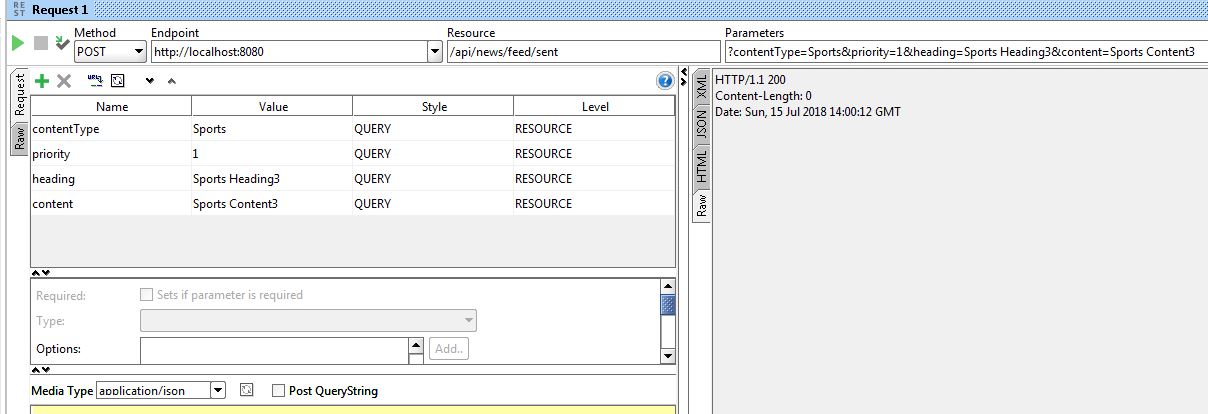 RE ST Request 1
Method Endpoint Resource Parameters
POST http://localhost:8080 /api/news/feed/sent ?contentType=Sports&priority=1&heading=Sports Heading3&content=Sports Content3
Request
Raw
Name Value Style Level
contentType Sports QUERY RESOURCE
priority 1 QUERY RESOURCE
heading Sports Heading3 QUERY RESOURCE
content Sports Content3 QUERY RESOURCE
Required: Sets if parameter is required
Type:
Options: Add..
Media Type application/json Post QueryString
XML
JSON
HTML
Raw
HTTP/1.1 200
Content-Length: 0
Date: Sun, 15 Jul 2018 14:00:12 GMT